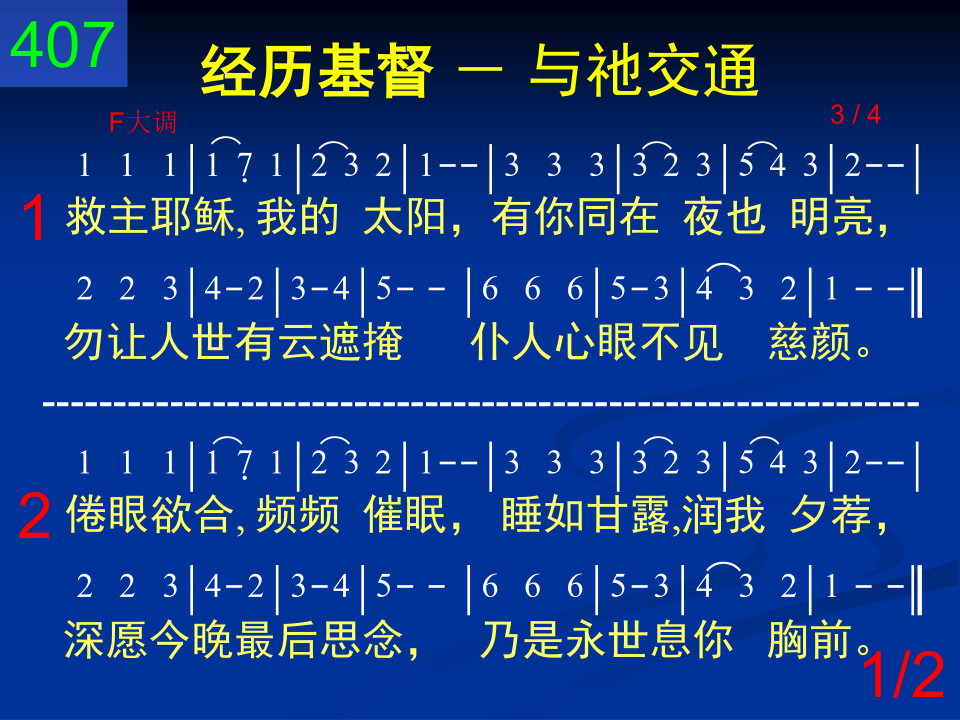 407
经历基督 － 与祂交通
F大调
3 / 4
1 1 1|1 7̣ 1|2 3 2|1--|3 3 3|3 2 3|5 4 3|2--|
1
救主耶稣, 我的 太阳，有你同在 夜也 明亮，
2 2 3|4-2|3-4|5- - |6 6 6|5-3|4 3 2|1 - -‖
勿让人世有云遮掩 仆人心眼不见 慈颜。
--------------------------------------------------------------
1 1 1|1 7̣ 1|2 3 2|1--|3 3 3|3 2 3|5 4 3|2--|
2
倦眼欲合, 频频 催眠， 睡如甘露,润我 夕荐，
2 2 3|4-2|3-4|5- - |6 6 6|5-3|4 3 2|1 - -‖
深愿今晚最后思念， 乃是永世息你 胸前。
1/2